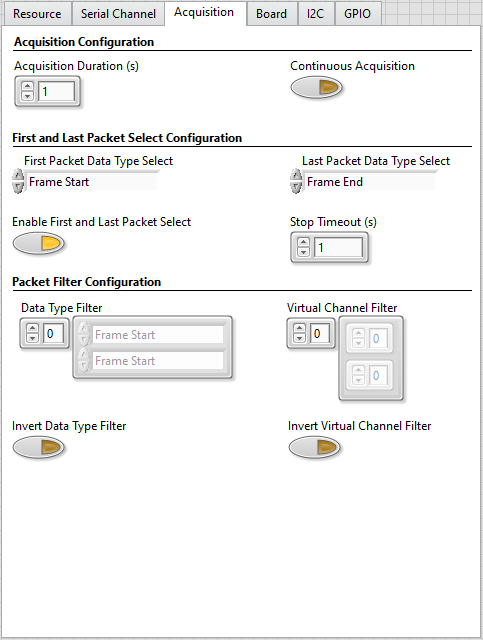 Resource Serial Channel Acquisition Board I2C GPIO
Acquisition Configuration
Acquisition Duration (s) Continuous Acquisition
1
First and Last Packet Select Configuration
First Packet Data Type Select Last Packet Data Type Select
Frame Start Frame End
Enable First and Last Packet Select Stop Timeout (s)
1
Packet Filter Configuration
Data Type Filter Virtual Channel Filter
0 Frame Start 0 0
Frame Start 0
Invert Data Type Filter Invert Virtual Channel Filter